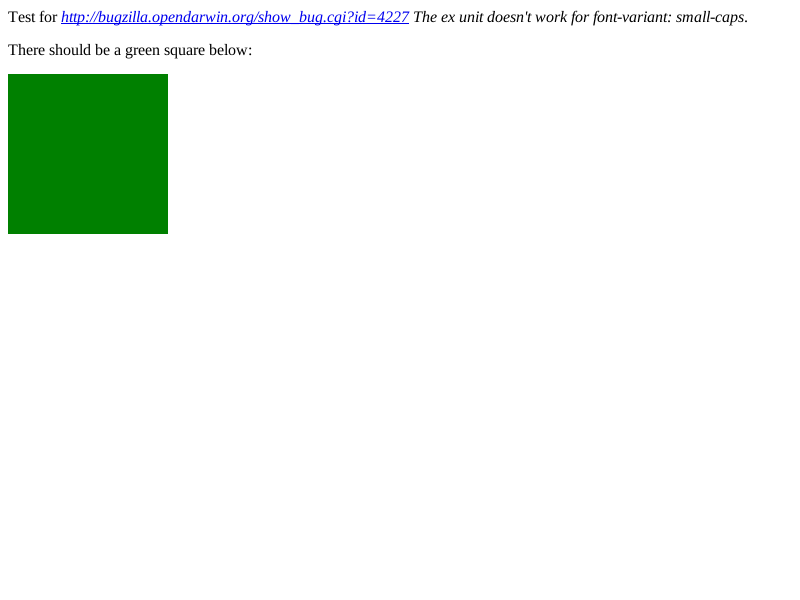 Test for http://bugzilla.opendarwin.org/show_bug.cgi?id=4227 The ex unit doesn't work for font-variant: small-caps.
There should be a green square below: